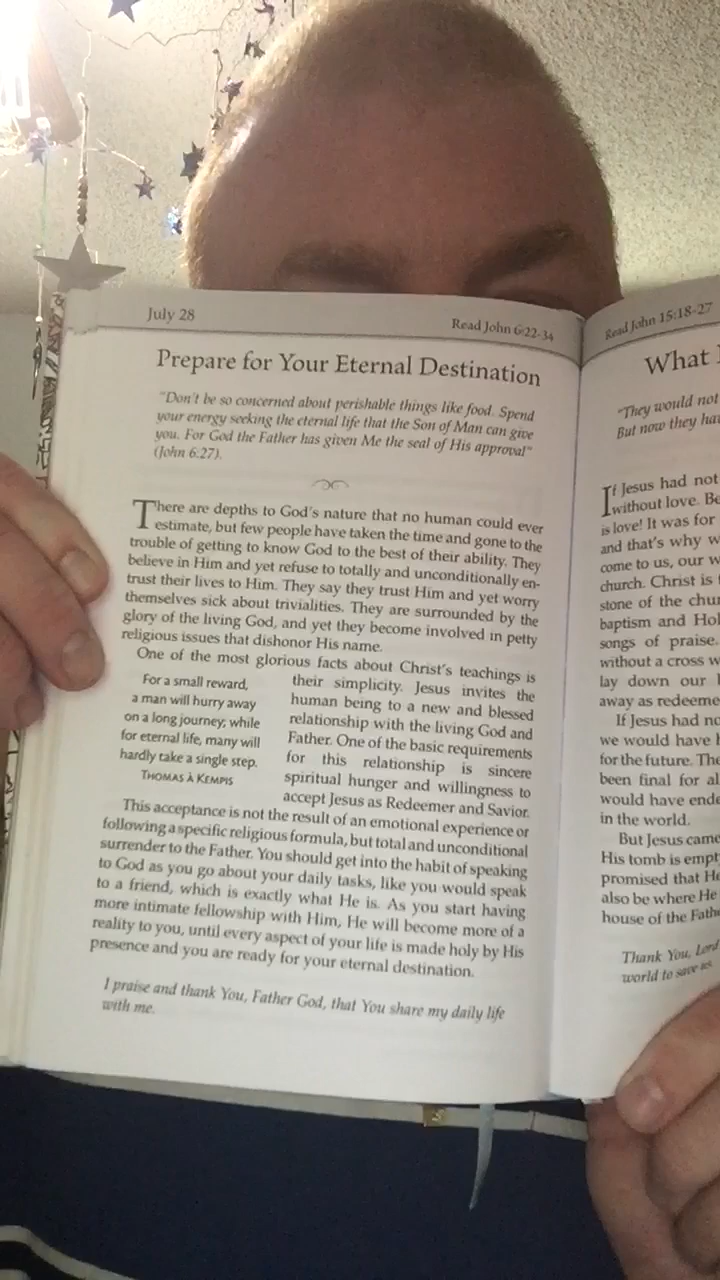 July 28
Read John 6:22-34
Prepare for Your Eternal Destination
"Don't be so concerned about perishable things like food. Spend
your energy seeking the eternal life that the Son of Man can give
you. For God the Father has given Me the seal of His approval"
(John 6:27).
There are depths to God's nature that no human could ever
estimate, but few people have taken the time and gone to the
trouble of getting to know God to the best of their ability. They
believe in Him and yet refuse to totally and unconditionally en-
trust their lives to Him. They say they trust Him and yet worry
themselves sick about trivialities. They are surrounded by the
glory of the living God, and yet they become involved in petty
religious issues that dishonor His name.
One of the most glorious facts about Christ's teachings is
their simplicity. Jesus invites the
human being to a new and blessed
relationship with the living God and
Father. One of the basic requirements
for this relationship is sincere
spiritual hunger and willingness to
accept Jesus as Redeemer and Savior.
For a small reward,
a man will hurry away
on a long journey; while
for eternal life, many will
hardly take a single step.
THOMAS À KEMPIS
This acceptance is not the result of an emotional experience or
following a specific religious formula, but total and unconditional
surrender to the Father. You should get into the habit of speaking
to God as you go about your daily tasks, like you would speak
to a friend, which is exactly what He is. As you start having
more intimate fellowship with Him, He will become more of a
reality to you, until every aspect of your life is made holy by His
presence and you are ready for your eternal destination.
I praise and thank You, Father God, that You share my daily life
with me.
Read John 15:18-27
What
"They would not
But now they
If Jesus had not
without love.
is love! It was for
and that's why
come to us, our
church. Christ is
stone of the
baptism and
songs of praise.
without a cross
lay down our
away as
If Jesus had
we would have
for the future.
been final for
would have
in the world.
But Jesus came
His tomb is
promised that
also be where He
house of the
Thank You, Lord
world to save us